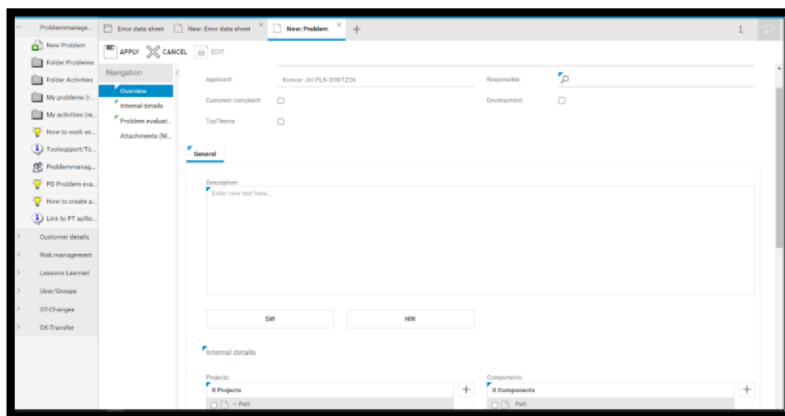 Problemmanage...
Error data sheet
New: Error data sheet
New: Problem
New Problem
APPLY
CANCEL
EDIT
Folder Probleme
Folder Activities
My probleme (r...
My activities (re...
How to work wi...
Toolsupport/To...
Problemmanag...
PD Problem eva...
How to create a...
Link to PT apllic...
Customer details
Risk management
Lessons Learned
User/Groups
OT-Changes
OX-Transfer
Navigation
Overview
Internal details
Problem evaluat...
Attachments (M...
Applicant:
Responsible:
Customer complaint:
Development:
TopThema
General
Description:
Enter new text here...
SW
HW
Internal details
Projects:
Components:
0 Projects
0 Components
Path
Path